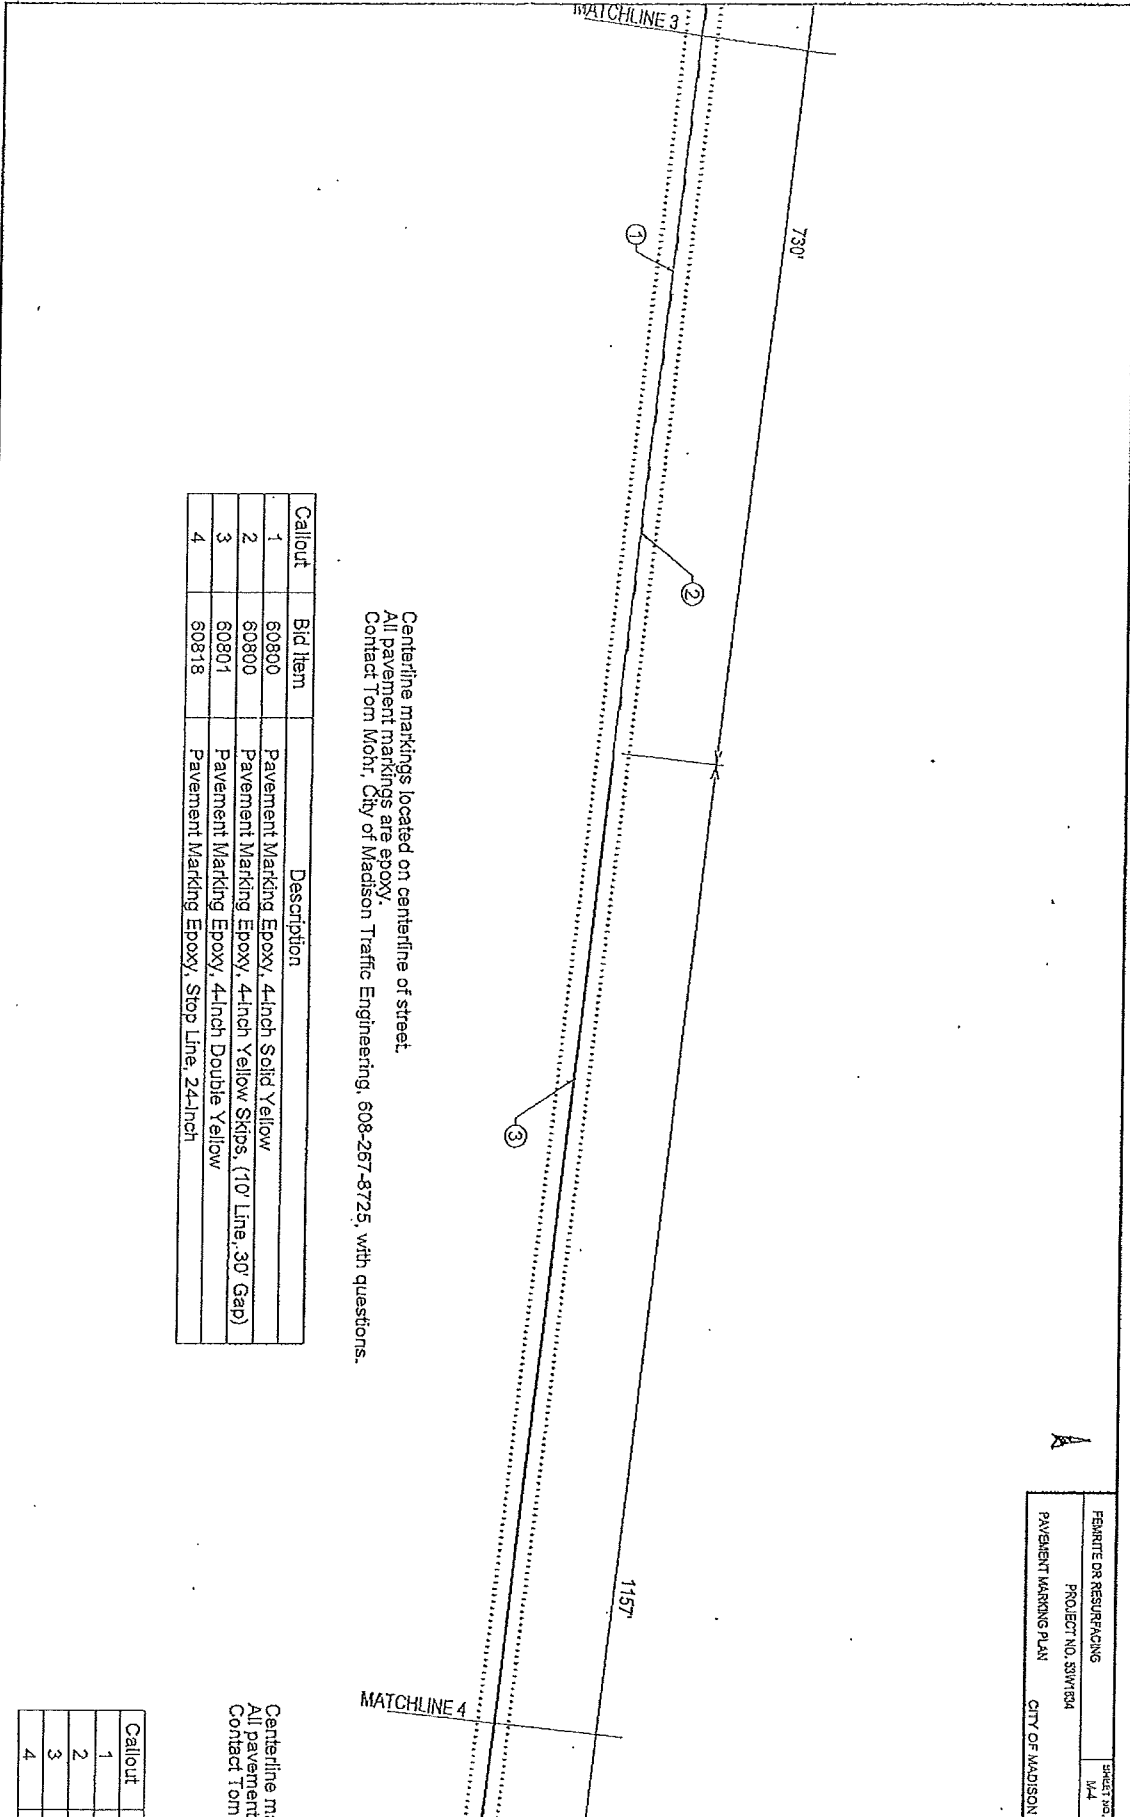 FEMRITE DR RESURFACING
SHEET NO.
M-4
PROJECT NO. 53W1634
PAVEMENT MARKING PLAN CITY OF MADISON
MATCHLINE 3
730'
1
2
3
1157'
MATCHLINE 4
Centerline markings located on centerline of street.
All pavement markings are epoxy.
Contact Tom Mohr, City of Madison Traffic Engineering, 608-267-8725, with questions.
Callout Bid Item Description
1 60800 Pavement Marking Epoxy, 4-Inch Solid Yellow
2 60800 Pavement Marking Epoxy, 4-Inch Yellow Skips, (10' Line, 30' Gap)
3 60801 Pavement Marking Epoxy, 4-Inch Double Yellow
4 60818 Pavement Marking Epoxy, Stop Line, 24-Inch
Centerline ma
All pavement
Contact Tom
Callout
1
2
3
4